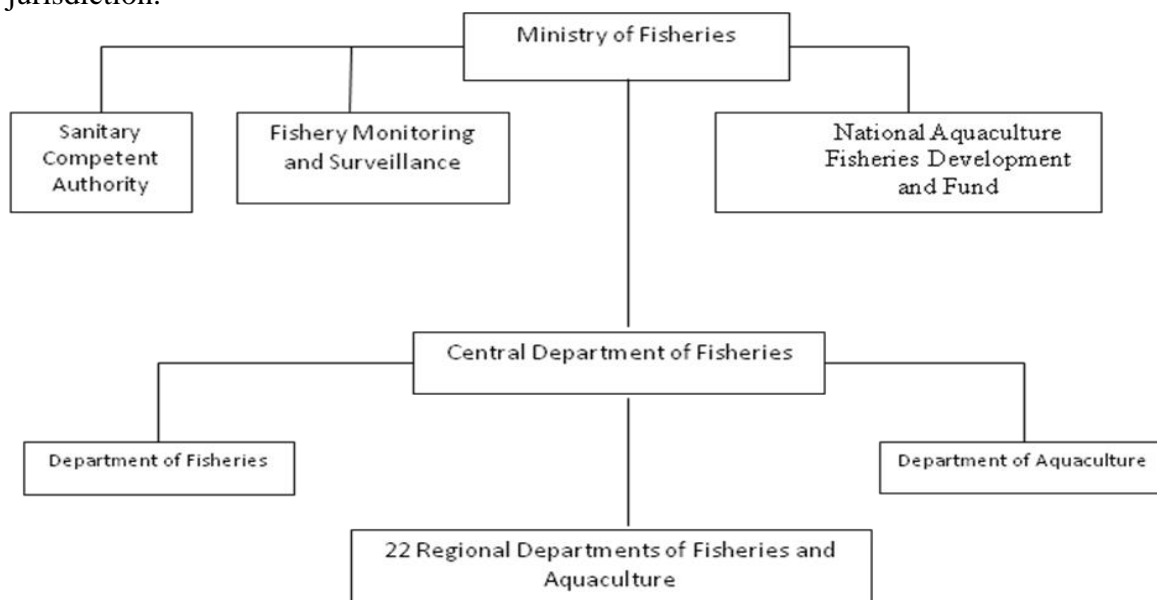 jurisdiction.
Ministry of Fisheries
Sanitary
Competent
Authority
Fishery Monitoring
and Surveillance
National Aquaculture
Fisheries Development
and Fund
Central Department of Fisheries
Department of Fisheries
Department of Aquaculture
22 Regional Departments of Fisheries and
Aquaculture